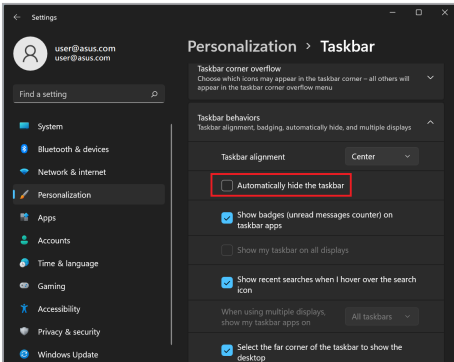 Settings
user@asus.com
user@asus.com
Find a setting
System
Bluetooth & devices
Network & internet
Personalization
Apps
Accounts
Time & language
Gaming
Accessibility
Privacy & security
Windows Update
Personalization > Taskbar
Taskbar corner overflow
Choose which icons may appear in the taskbar corner – all others will
appear in the taskbar corner overflow menu
Taskbar behaviors
Taskbar alignment, badging, automatically hide, and multiple displays
Taskbar alignment
Center
Automatically hide the taskbar
Show badges (unread messages counter) on
taskbar apps
Show my taskbar on all displays
Show recent searches when I hover over the search
icon
When using multiple displays,
show my taskbar apps on
All taskbars
Select the far corner of the taskbar to show the
desktop